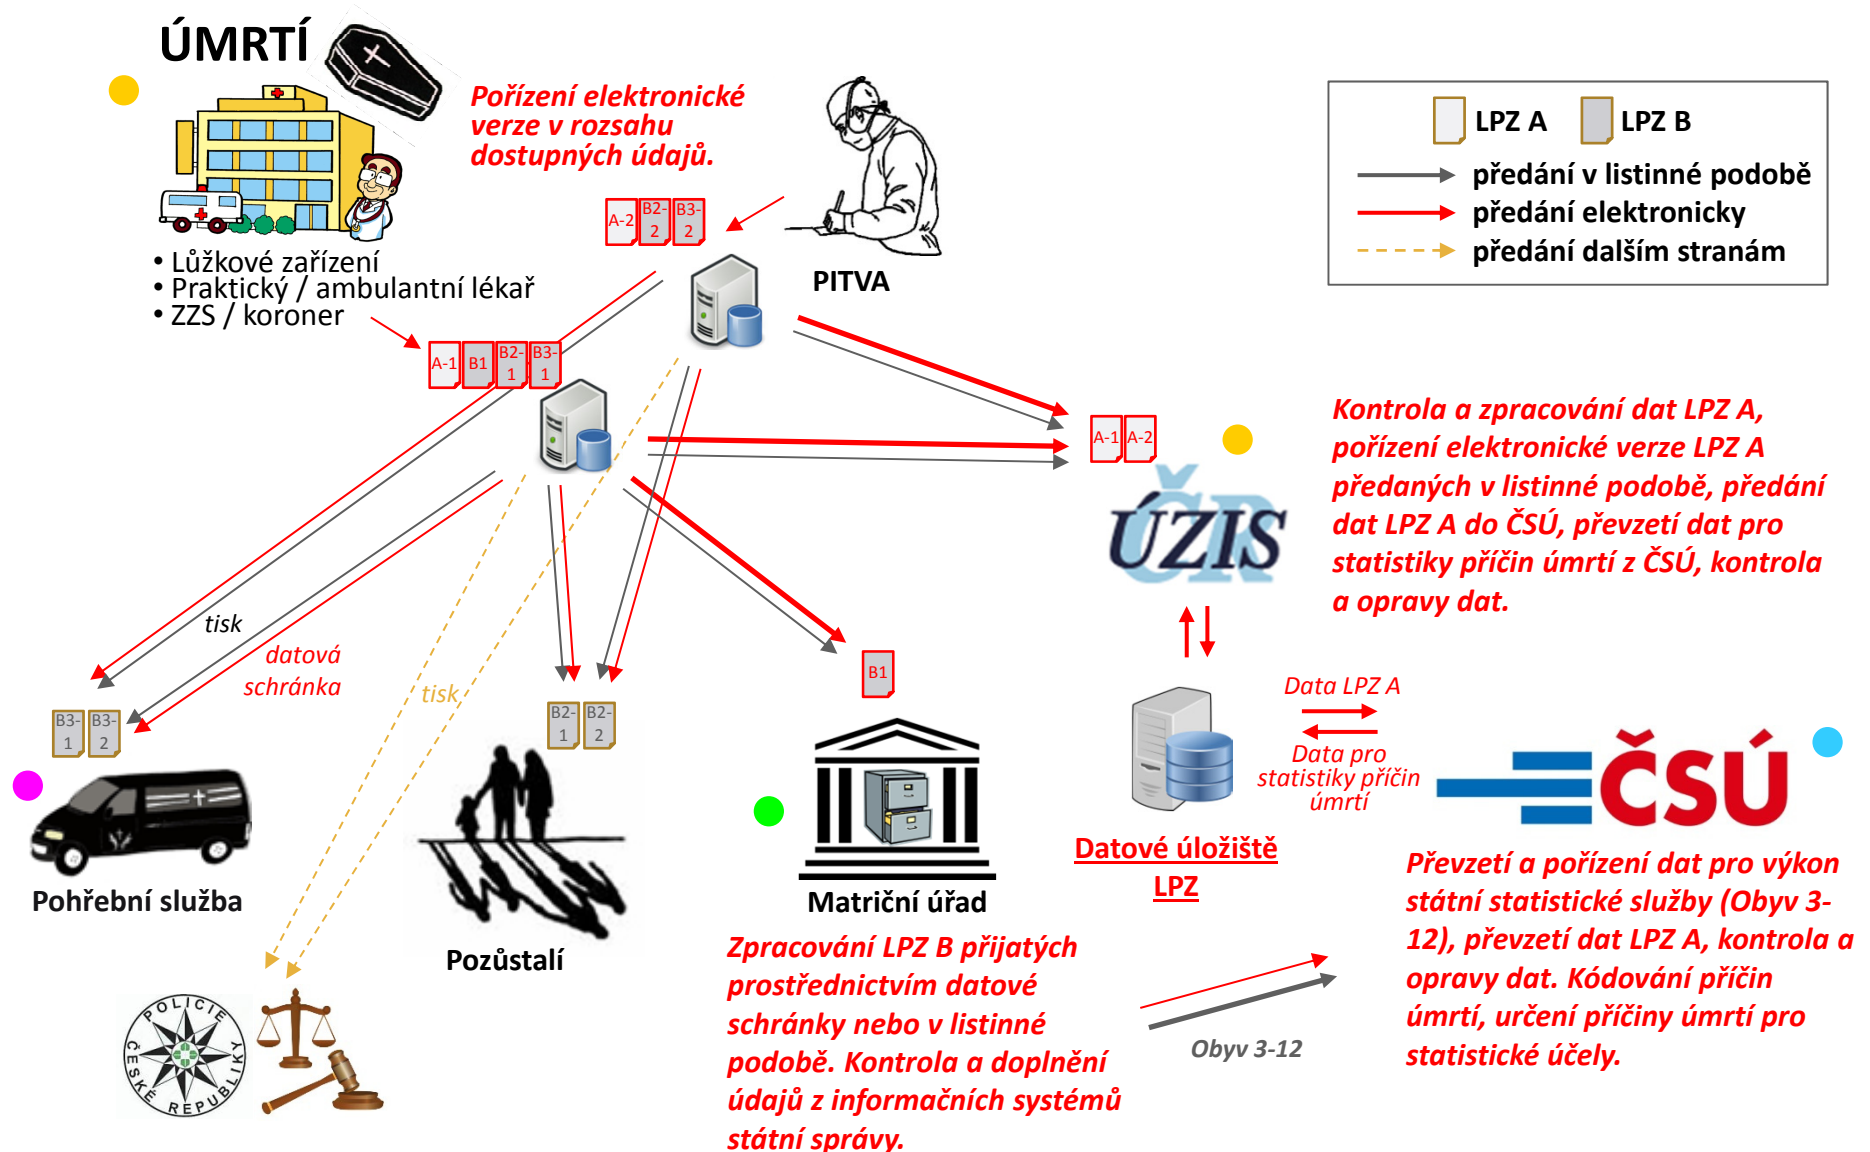 ÚMRTÍ
Pořízení elektronické
verze v rozsahu
dostupných údajů.
LPZ A
LPZ B
předání v listinné podobě
předání elektronicky
předání dalším stranám
A-2
B2-
2
B3-
2
PITVA
• Lůžkové zařízení
• Praktický / ambulantní lékař
• ZZS / koroner
A-1
B1
B2-
1
B3-
1
A-1
A-2
ČR
ÚZIS
Kontrola a zpracování dat LPZ A,
pořízení elektronické verze LPZ A
předaných v listinné podobě, předání
dat LPZ A do ČSÚ, převzetí dat pro
statistiky příčin úmrtí z ČSÚ, kontrola
a opravy dat.
tisk
datová
schránka
tisk
B3-
1
B3-
2
B2-
1
B2-
2
B1
Data LPZ A
Data pro
statistiky příčin
úmrtí
ČSÚ
Datové úložiště
LPZ
Pohřební služba
Pozůstalí
Matriční úřad
Zpracování LPZ B přijatých
prostřednictvím datové
schránky nebo v listinné
podobě. Kontrola a doplnění
údajů z informačních systémů
státní správy.
Obyv 3-12
Převzetí a pořízení dat pro výkon
státní statistické služby (Obyv 3-
12), převzetí dat LPZ A, kontrola a
opravy dat. Kódování příčin
úmrtí, určení příčiny úmrtí pro
statistické účely.
POLICIE
ČESKÉ REPUBLIKY